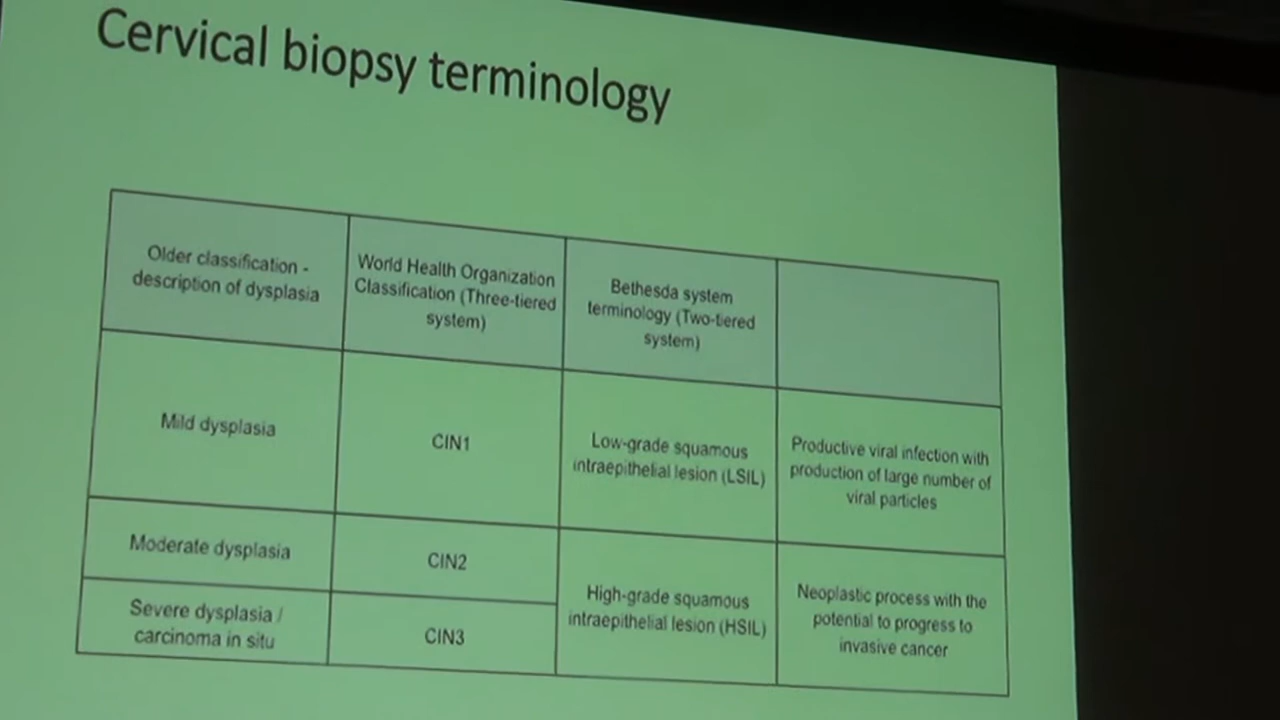 Cervical biopsy terminology
Older classification -
description of dysplasia
World Health Organization
Classification (Three-tiered
system)
Bethesda system
terminology (Two-tiered
system)
Mild dysplasia
CIN1
Low-grade squamous
intraepithelial lesion (LSIL)
Productive viral infection with
production of large number of
viral particles
Moderate dysplasia
CIN2
High-grade squamous
intraepithelial lesion (HSIL)
Neoplastic process with the
potential to progress to
invasive cancer
Severe dysplasia /
carcinoma in situ
CIN3